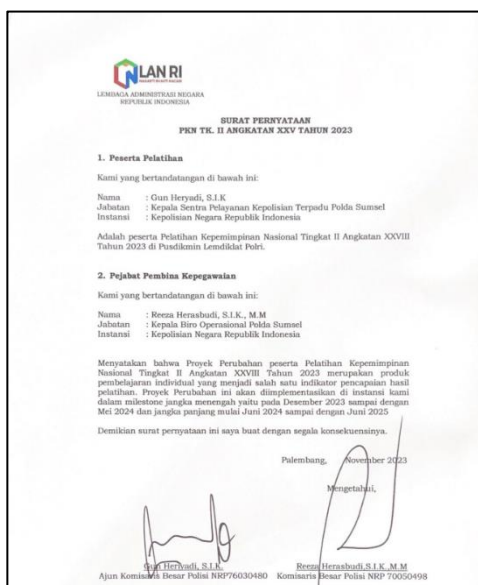 LAN RI
LEMBAGA ADMINISTRASI NEGARA
REPUBLIK INDONESIA
SURAT PERNYATAAN
PKN TK. II ANGKATAN XXV TAHUN 2023
1. Peserta Pelatihan
Kami yang bertandatangan di bawah ini:
Nama : Gun Heryadi, S.I.K
Jabatan : Kepala Sentra Pelayanan Kepolisian Terpadu Polda Sumsel
Instansi : Kepolisian Negara Republik Indonesia
Adalah peserta Pelatihan Kepemimpinan Nasional Tingkat II Angkatan XXVIII
Tahun 2023 di Pusdikmin Lemdiklat Polri.
2. Pejabat Pembina Kepegawaian
Kami yang bertandatangan di bawah ini:
Nama : Reeza Herasbudi, S.I.K., M.M
Jabatan : Kepala Biro Operasional Polda Sumsel
Instansi : Kepolisian Negara Republik Indonesia
Menyatakan bahwa Proyek Perubahan peserta Pelatihan Kepemimpinan
Nasional Tingkat II Angkatan XXVIII Tahun 2023 merupakan produk
pembelajaran individual yang menjadi salah satu indikator pencapaian hasil
pelatihan. Proyek Perubahan ini akan diimplementasikan di instansi kami
dalam milestone jangka menengah yaitu pada Desember 2023 sampai dengan
Mei 2024 dan jangka panjang mulai Juni 2024 sampai dengan Juni 2025
Demikian surat pernyataan ini saya buat dengan segala konsekuensinya.
Palembang, November 2023
Mengetahui,
Gun Heriyadi, S.I.K. Reeza Herasbudi,S.I.K.,M.M
Ajun Komisaris Besar Polisi NRP76030480 Komisaris Besar Polisi NRP 70050498